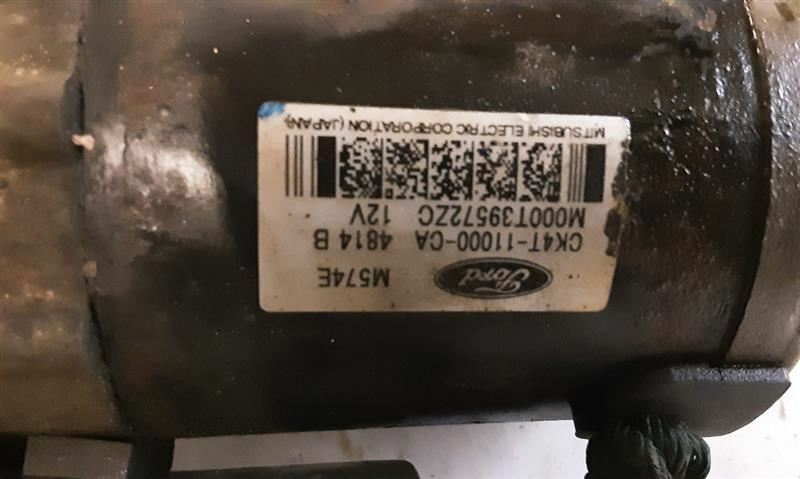 Ford M574E
CK4T-11000-CA 4814 B
M000T39572ZC 12V
MITSUBISHI ELECTRIC CORPORATION (JAPAN)